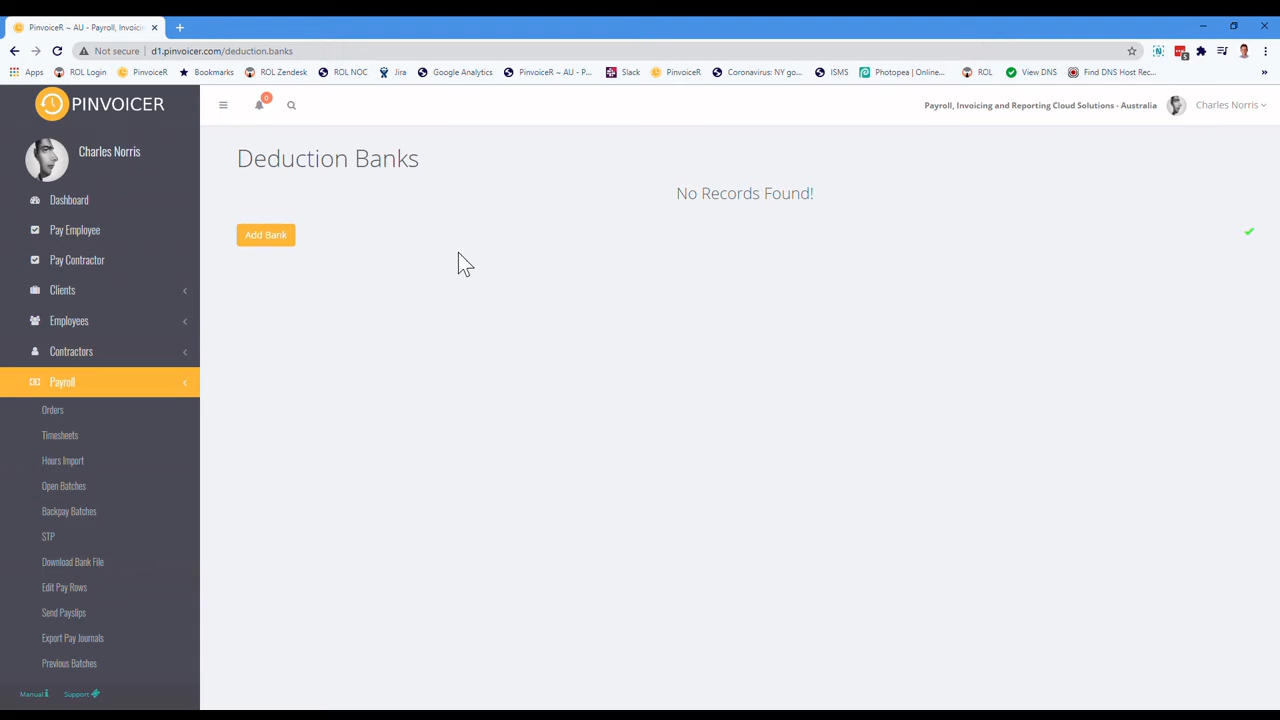 PinvoiceR ~ AU - Payroll, Invoicin
Not secure d1.pinvoicer.com/deduction.banks
Apps ROL Login PinvoiceR Bookmarks ROL Zendesk ROL NOC Jira Google Analytics PinvoiceR ~ AU - P... Slack PinvoiceR Coronavirus: NY go... ISMS Photopea | Online... ROL View DNS Find DNS Host Rec... »
PINVOICER
0
Payroll, Invoicing and Reporting Cloud Solutions - Australia
Charles Norris
Charles Norris
Deduction Banks
No Records Found!
Add Bank
Dashboard
Pay Employee
Pay Contractor
Clients
Employees
Contractors
Payroll
Orders
Timesheets
Hours Import
Open Batches
Backpay Batches
STP
Download Bank File
Edit Pay Rows
Send Payslips
Export Pay Journals
Previous Batches
Manual
Support